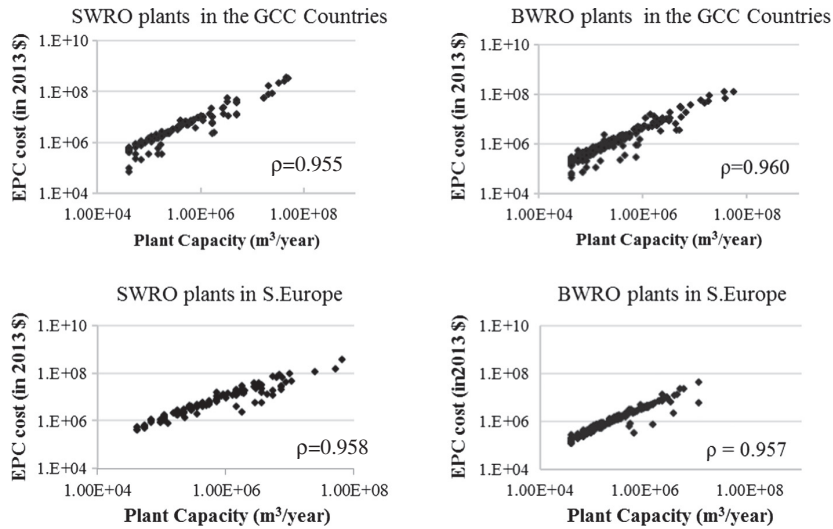 SWRO plants in the GCC Countries
EPC cost (in 2013 $)
1.E+10
1.E+08
1.E+06
1.E+04
ρ=0.955
1.00E+04 1.00E+06 1.00E+08
Plant Capacity (m³/year)
BWRO plants in the GCC Countries
EPC cost (in 2013 $)
1.E+10
1.E+08
1.E+06
1.E+04
ρ=0.960
1.00E+04 1.00E+06 1.00E+08
Plant Capacity (m³/year)
SWRO plants in S.Europe
EPC cost (in 2013 $)
1.E+10
1.E+08
1.E+06
1.E+04
ρ=0.958
1.00E+04 1.00E+06 1.00E+08
Plant Capacity (m³/year)
BWRO plants in S.Europe
EPC cost (in2013 $)
1.E+10
1.E+08
1.E+06
1.E+04
ρ = 0.957
1.00E+04 1.00E+06 1.00E+08
Plant Capacity (m³/year)